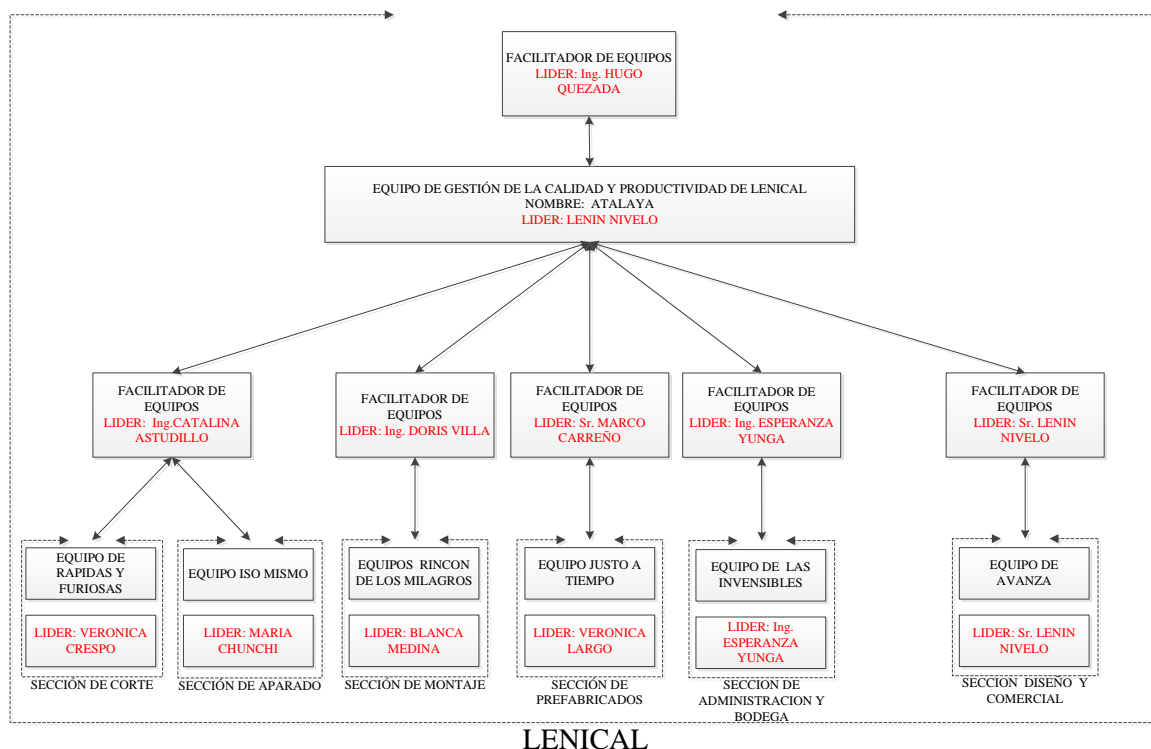 FACILITADOR DE EQUIPOS
LIDER: Ing. HUGO
QUEZADA
EQUIPO DE GESTIÓN DE LA CALIDAD Y PRODUCTIVIDAD DE LENICAL
NOMBRE: ATALAYA
LIDER: LENIN NIVELO
FACILITADOR DE
EQUIPOS
LIDER: Ing.CATALINA
ASTUDILLO
FACILITADOR DE
EQUIPOS
LIDER: Ing. DORIS VILLA
FACILITADOR DE
EQUIPOS
LIDER: Sr. MARCO
CARREÑO
FACILITADOR DE
EQUIPOS
LIDER: Ing. ESPERANZA
YUNGA
FACILITADOR DE
EQUIPOS
LIDER: Sr. LENIN
NIVELO
EQUIPO DE
RAPIDAS Y
FURIOSAS
LIDER: VERONICA
CRESPO
SECCIÓN DE CORTE
EQUIPO ISO MISMO
LIDER: MARIA
CHUNCHI
SECCIÓN DE APARADO
EQUIPOS RINCON
DE LOS MILAGROS
LIDER: BLANCA
MEDINA
SECCIÓN DE MONTAJE
EQUIPO JUSTO A
TIEMPO
LIDER: VERONICA
LARGO
SECCIÓN DE
PREFABRICADOS
EQUIPO DE LAS
INVENSIBLES
LIDER: Ing.
ESPERANZA
YUNGA
SECCION DE
ADMINISTRACION Y
BODEGA
EQUIPO DE
AVANZA
LIDER: Sr. LENIN
NIVELO
SECCION DISEÑO Y
COMERCIAL
LENICAL